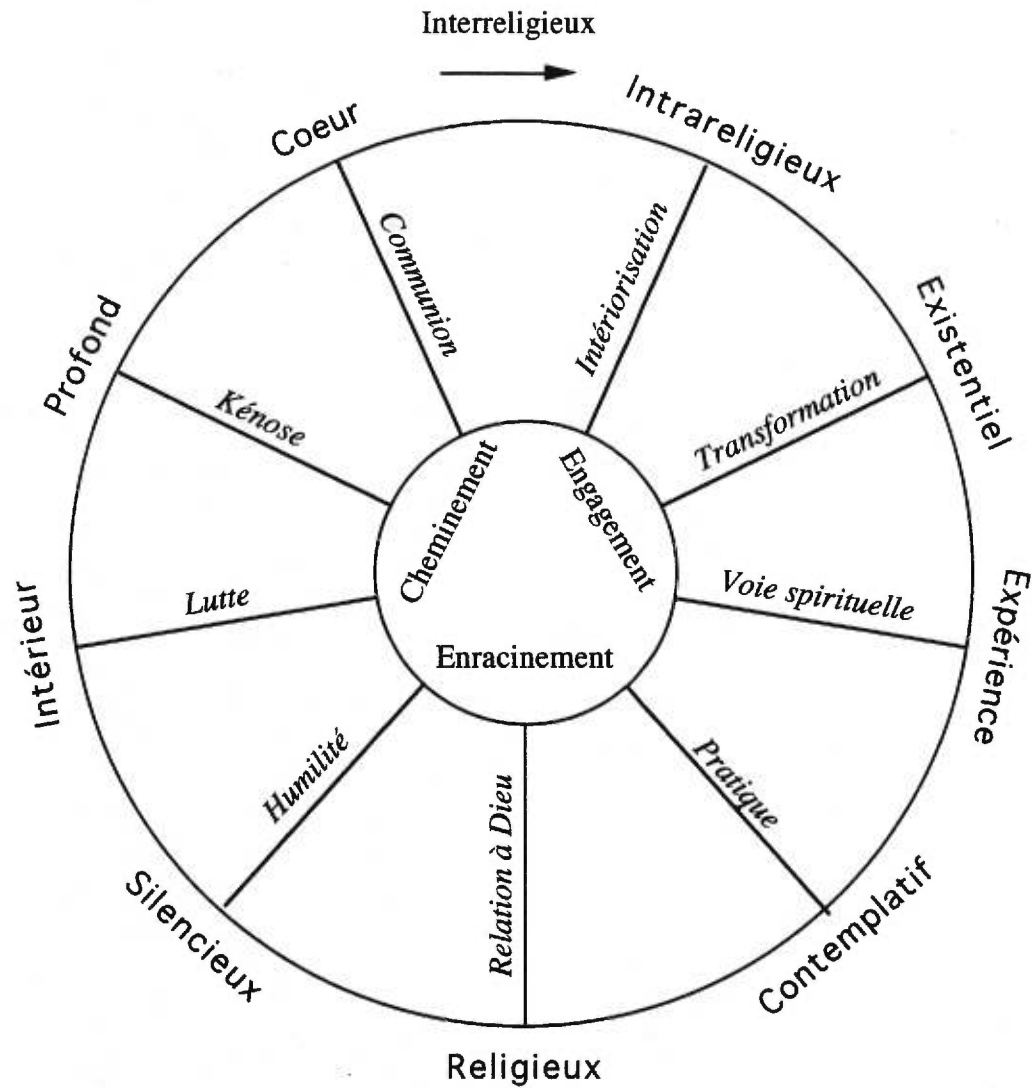 Interreligieux
Intrareligieux
Existentiel
Expérience
Contemplatif
Religieux
Silencieux
Intérieur
Profond
Coeur
Communion
Intériorisation
Transformation
Voie spirituelle
Pratique
Relation à Dieu
Humilité
Lutte
Kénose
Cheminement
Engagement
Enracinement